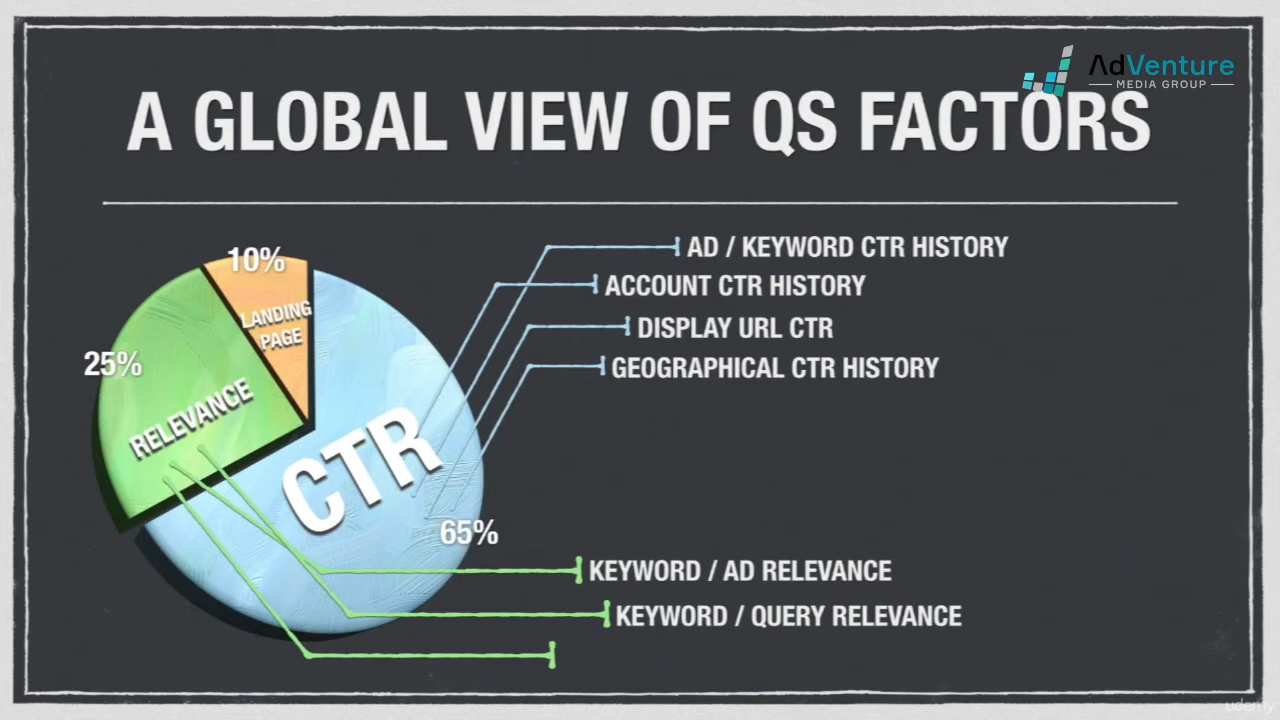 AdVenture
MEDIA GROUP
A GLOBAL VIEW OF QS FACTORS
10%
LANDING
PAGE
25%
RELEVANCE
CTR
65%
AD / KEYWORD CTR HISTORY
ACCOUNT CTR HISTORY
DISPLAY URL CTR
GEOGRAPHICAL CTR HISTORY
KEYWORD / AD RELEVANCE
KEYWORD / QUERY RELEVANCE
udemy